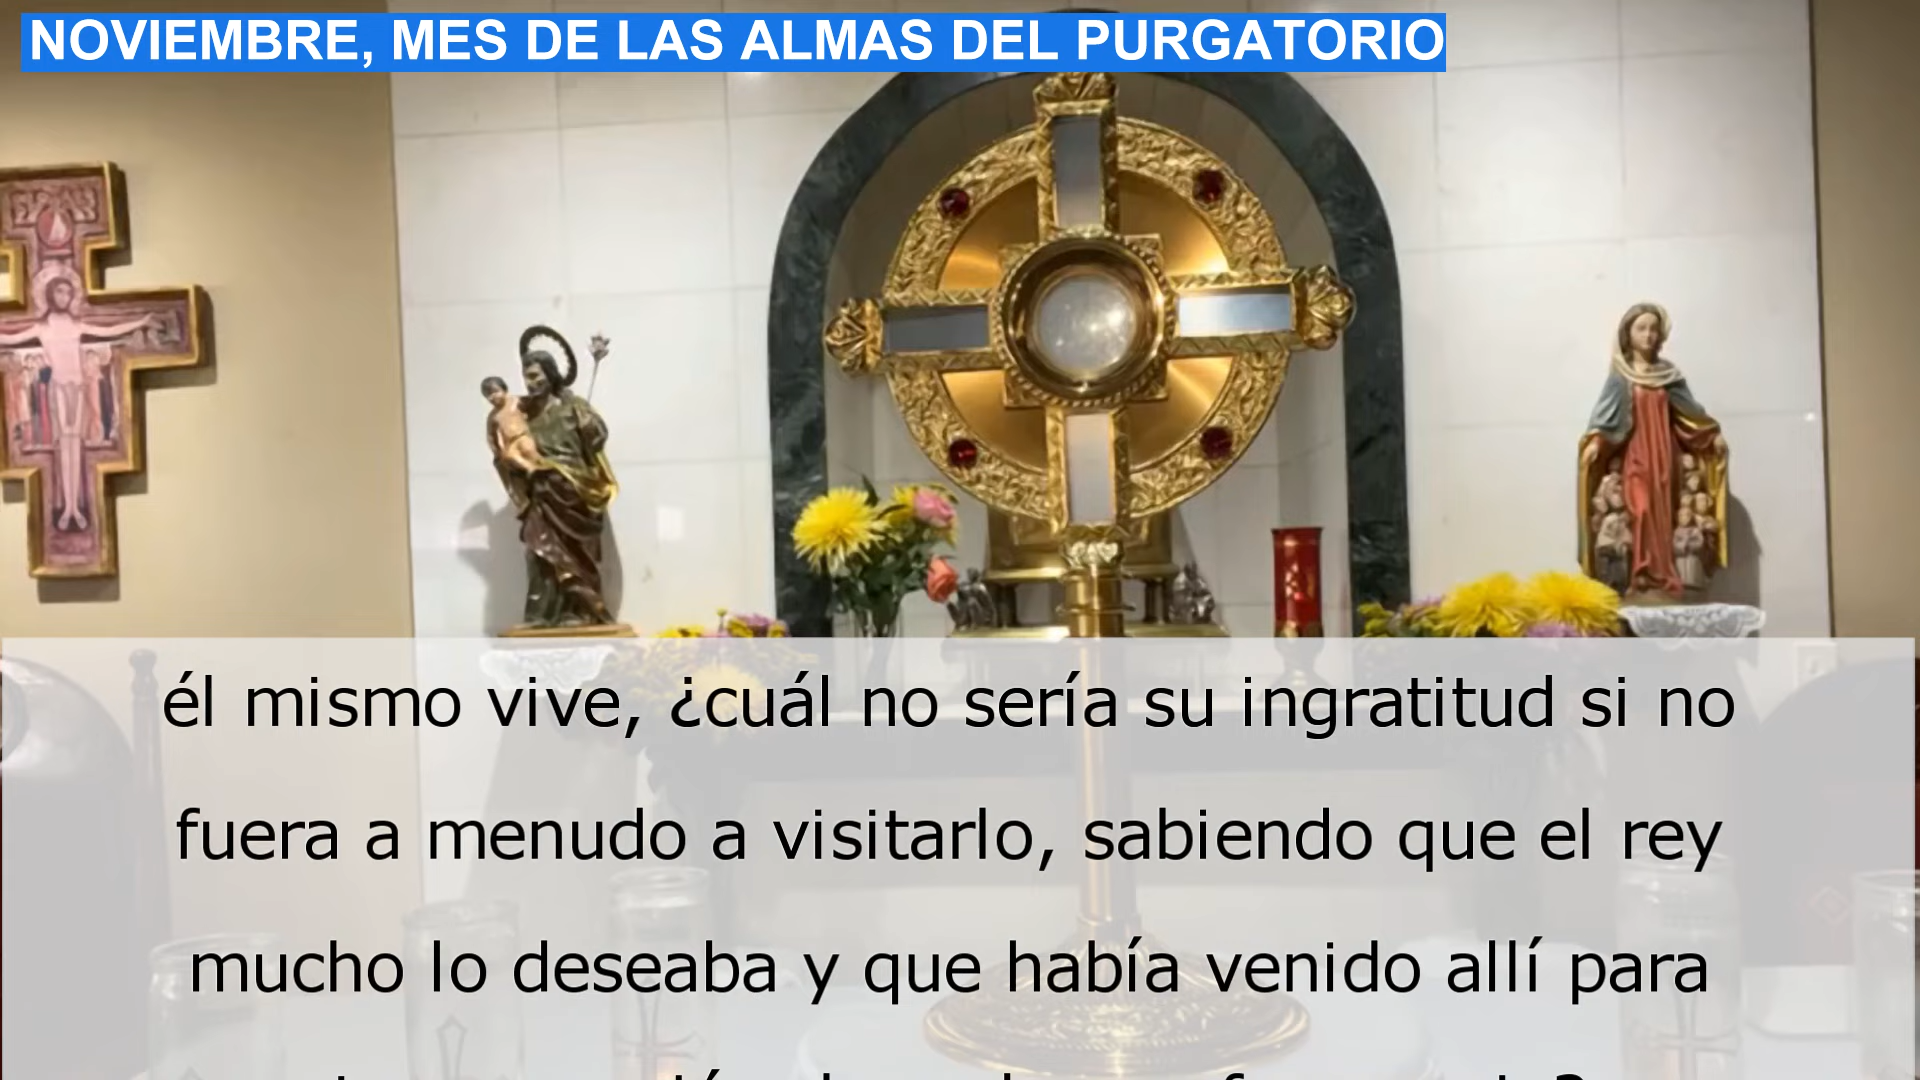 NOVIEMBRE, MES DE LAS ALMAS DEL PURGATORIO
él mismo vive, ¿cuál no sería su ingratitud si no
fuera a menudo a visitarlo, sabiendo que el rey
mucho lo deseaba y que había venido allí para